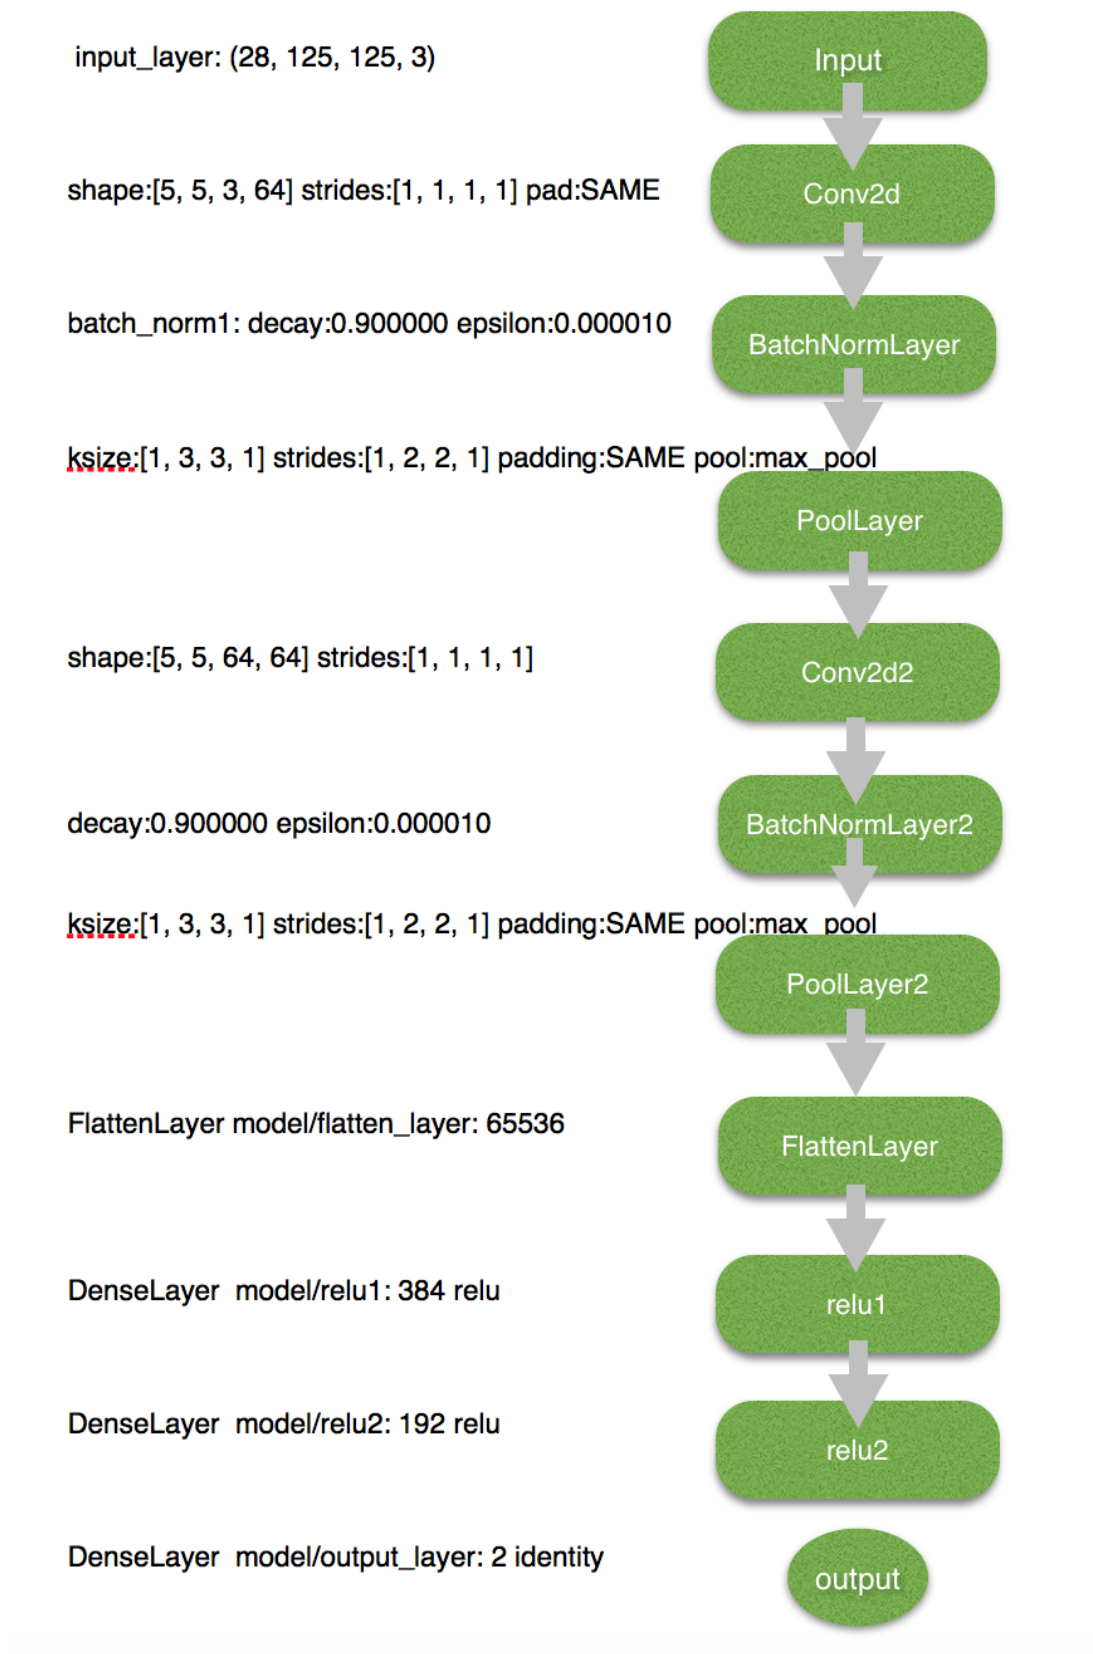 input_layer: (28, 125, 125, 3)
Input
shape:[5, 5, 3, 64] strides:[1, 1, 1, 1] pad:SAME
Conv2d
batch_norm1: decay:0.900000 epsilon:0.000010
BatchNormLayer
ksize:[1, 3, 3, 1] strides:[1, 2, 2, 1] padding:SAME pool:max_pool
PoolLayer
shape:[5, 5, 64, 64] strides:[1, 1, 1, 1]
Conv2d2
decay:0.900000 epsilon:0.000010
BatchNormLayer2
ksize:[1, 3, 3, 1] strides:[1, 2, 2, 1] padding:SAME pool:max_pool
PoolLayer2
FlattenLayer model/flatten_layer: 65536
FlattenLayer
DenseLayer  model/relu1: 384 relu
relu1
DenseLayer  model/relu2: 192 relu
relu2
DenseLayer  model/output_layer: 2 identity
output